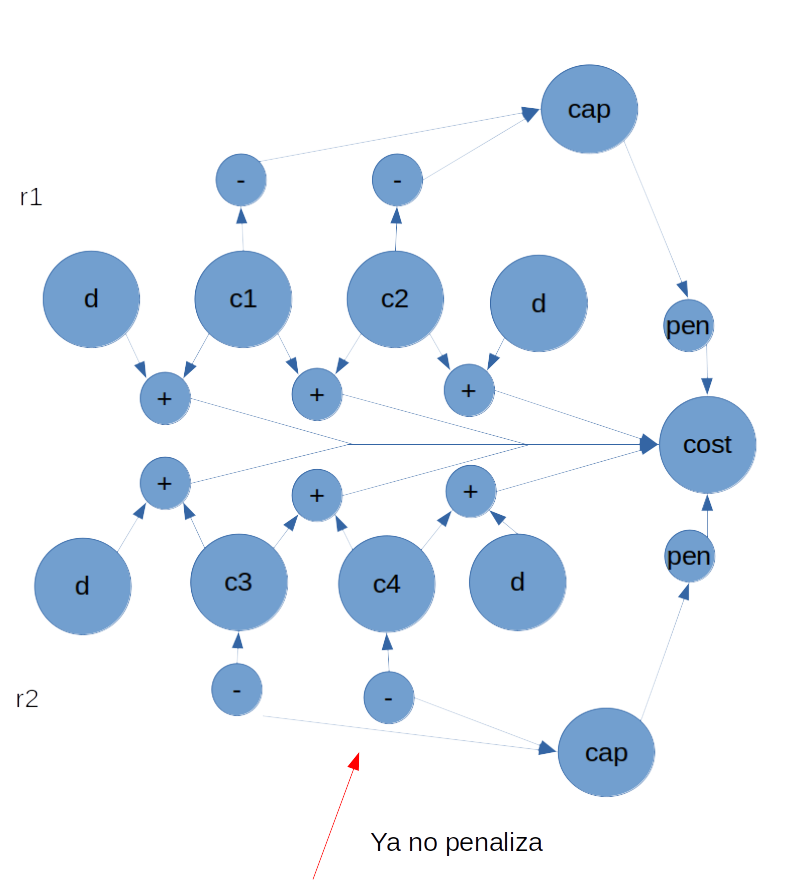 cap
- -
r1
d c1 c2 d
pen
+ + +
cost
+ + +
pen
d c3 c4 d
- -
r2
cap
Ya no penaliza